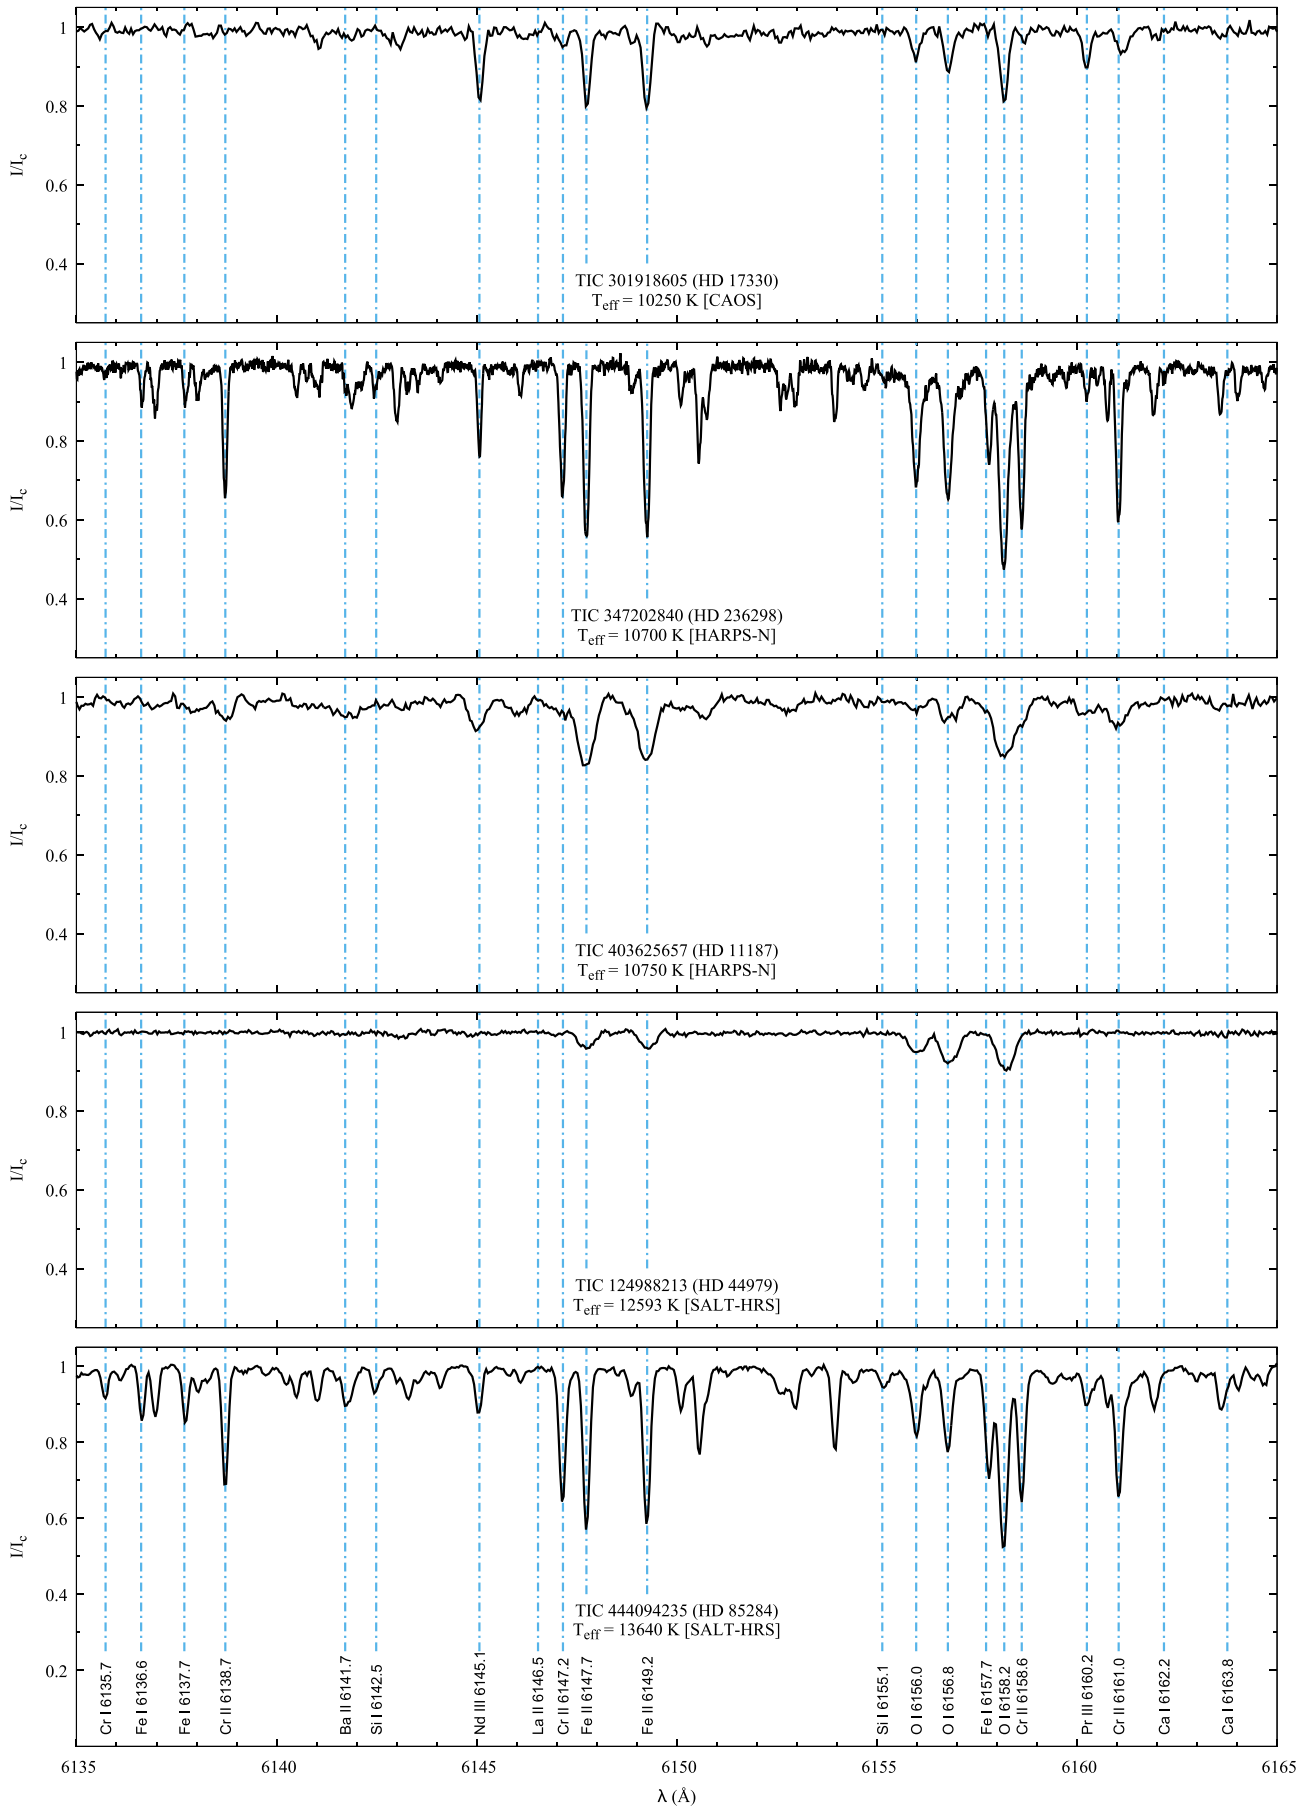 1
0.8
0.6
0.4
I/Ic
TIC 301918605 (HD 17330)
Teff = 10250 K [CAOS]
1
0.8
0.6
0.4
I/Ic
TIC 347202840 (HD 236298)
Teff = 10700 K [HARPS-N]
1
0.8
0.6
0.4
I/Ic
TIC 403625657 (HD 11187)
Teff = 10750 K [HARPS-N]
1
0.8
0.6
0.4
I/Ic
TIC 124988213 (HD 44979)
Teff = 12593 K [SALT-HRS]
1
0.8
0.6
0.4
0.2
I/Ic
TIC 444094235 (HD 85284)
Teff = 13640 K [SALT-HRS]
Cr I 6135.7
Fe I 6136.6
Fe I 6137.7
Cr II 6138.7
Ba II 6141.7
Si I 6142.5
Nd III 6145.1
La II 6146.5
Cr II 6147.2
Fe II 6147.7
Fe II 6149.2
Si I 6155.1
O I 6156.0
O I 6156.8
Fe I 6157.7
O I 6158.2
Cr II 6158.6
Pr III 6160.2
Cr II 6161.0
Ca I 6162.2
Ca I 6163.8
6135 6140 6145 6150 6155 6160 6165
λ (Å)